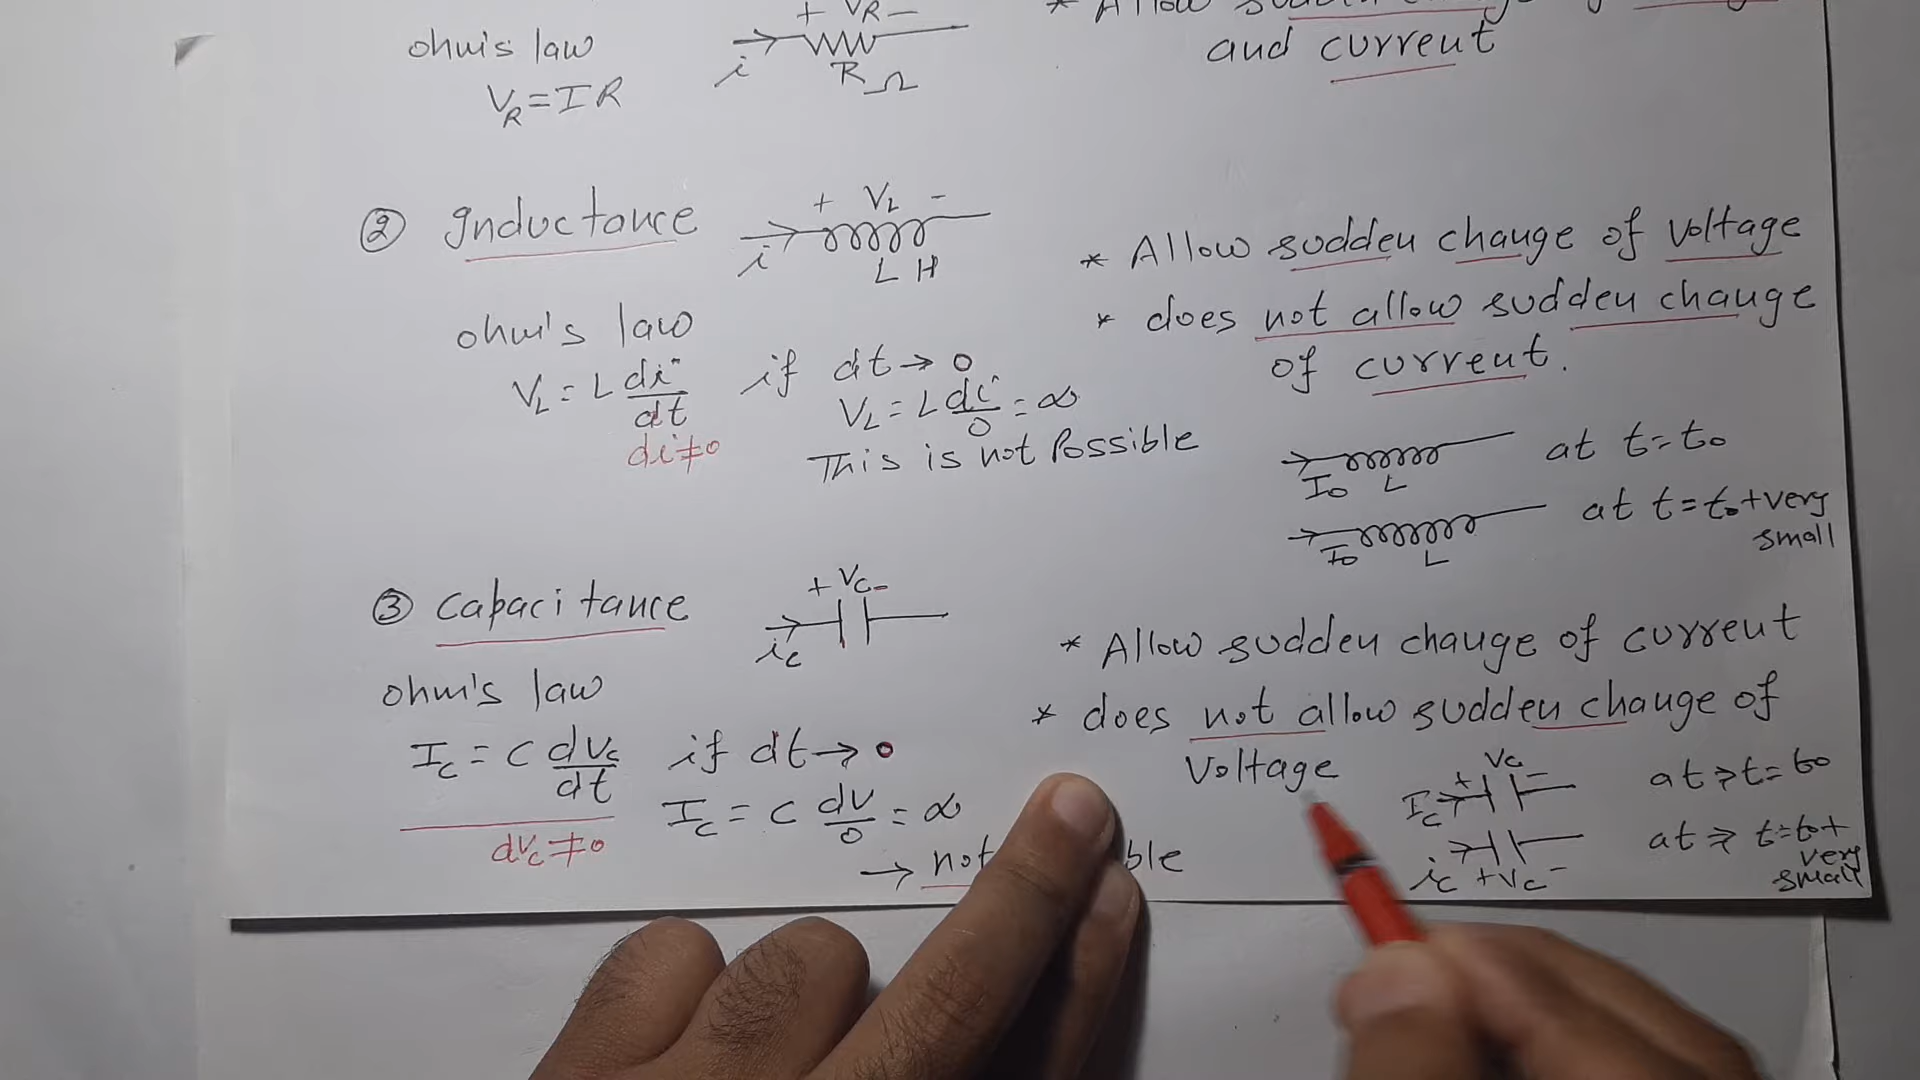 + VR -
ohm's law
i
R Ω
VR = I R
* Allow
and current
② Inductance
+ VL -
i
L H
* Allow sudden change of voltage
* does not allow sudden change
of current.
ohm's law
VL = L di/dt
di ≠ 0
if dt → 0
VL = L di/0 = ∞
This is not Possible
I0 L
at t = t0
I0 L
at t = t0 + very
small
③ capacitance
+ Vc -
ic
* Allow sudden change of current
* does not allow sudden change of
Voltage
ohm's law
Ic = C dvc/dt
dvc ≠ 0
if dt → 0
Ic = C dv/0 = ∞
→ not ble
Ic + Vc -
at ⇒ t = t0
ic + Vc -
at ⇒ t = t0 +
very
small